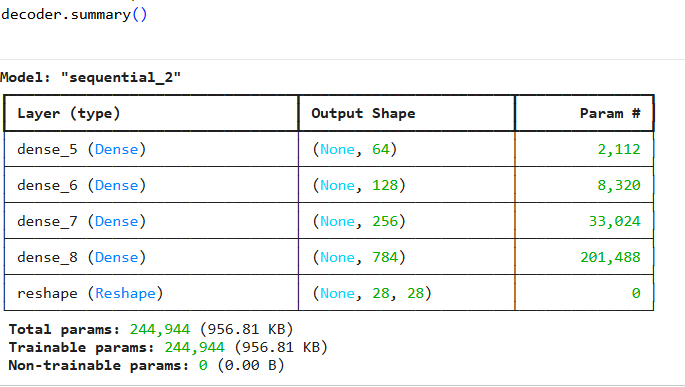 decoder.summary()
Model: "sequential_2"
Layer (type) Output Shape Param #
dense_5 (Dense) (None, 64) 2,112
dense_6 (Dense) (None, 128) 8,320
dense_7 (Dense) (None, 256) 33,024
dense_8 (Dense) (None, 784) 201,488
reshape (Reshape) (None, 28, 28) 0
Total params: 244,944 (956.81 KB)
Trainable params: 244,944 (956.81 KB)
Non-trainable params: 0 (0.00 B)